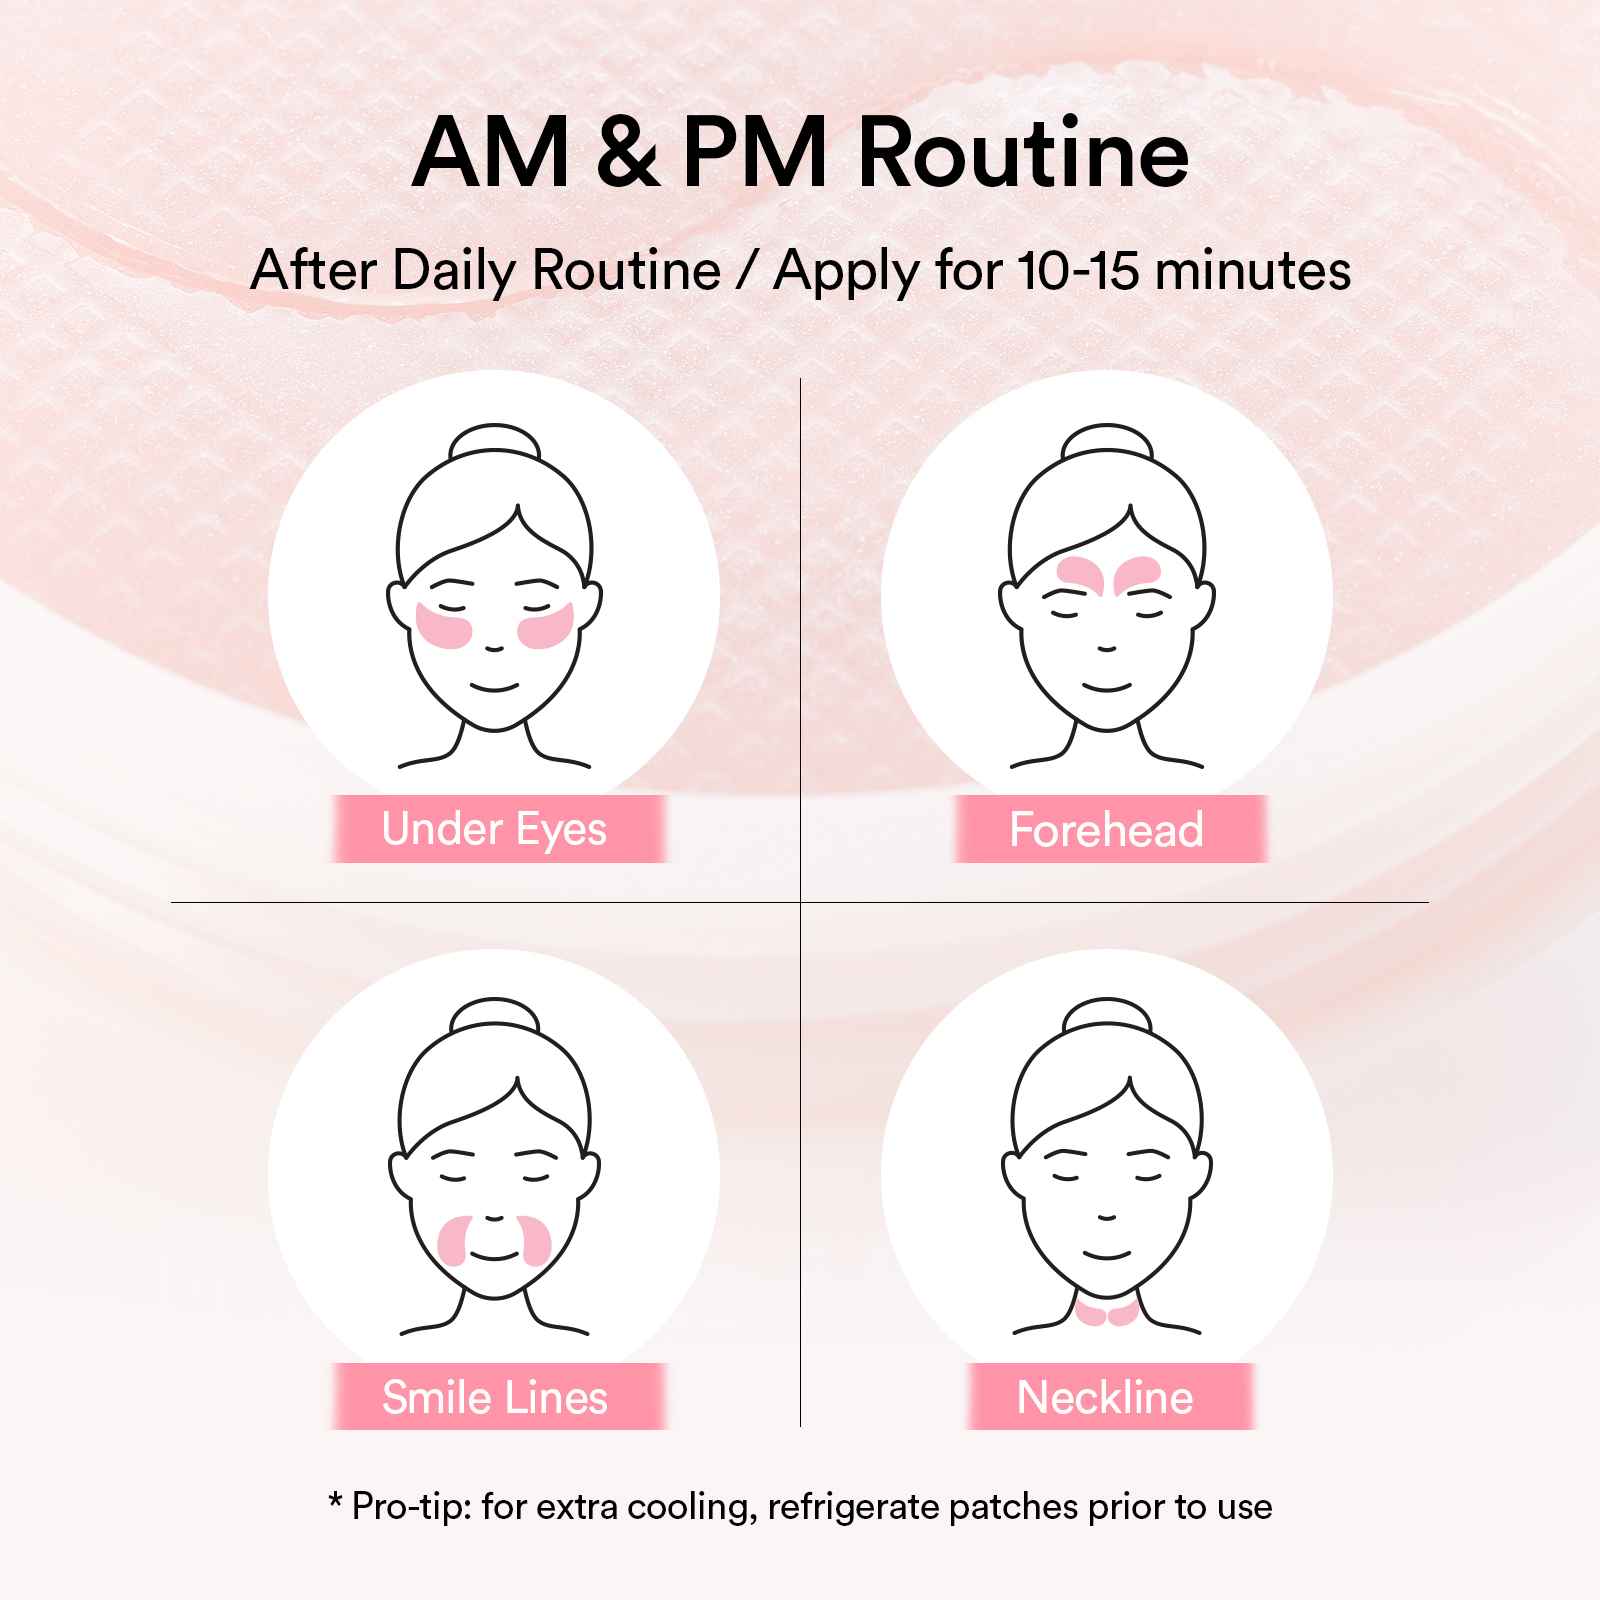 AM & PM Routine
After Daily Routine / Apply for 10-15 minutes
Under Eyes
Forehead
Smile Lines
Neckline
* Pro-tip: for extra cooling, refrigerate patches prior to use